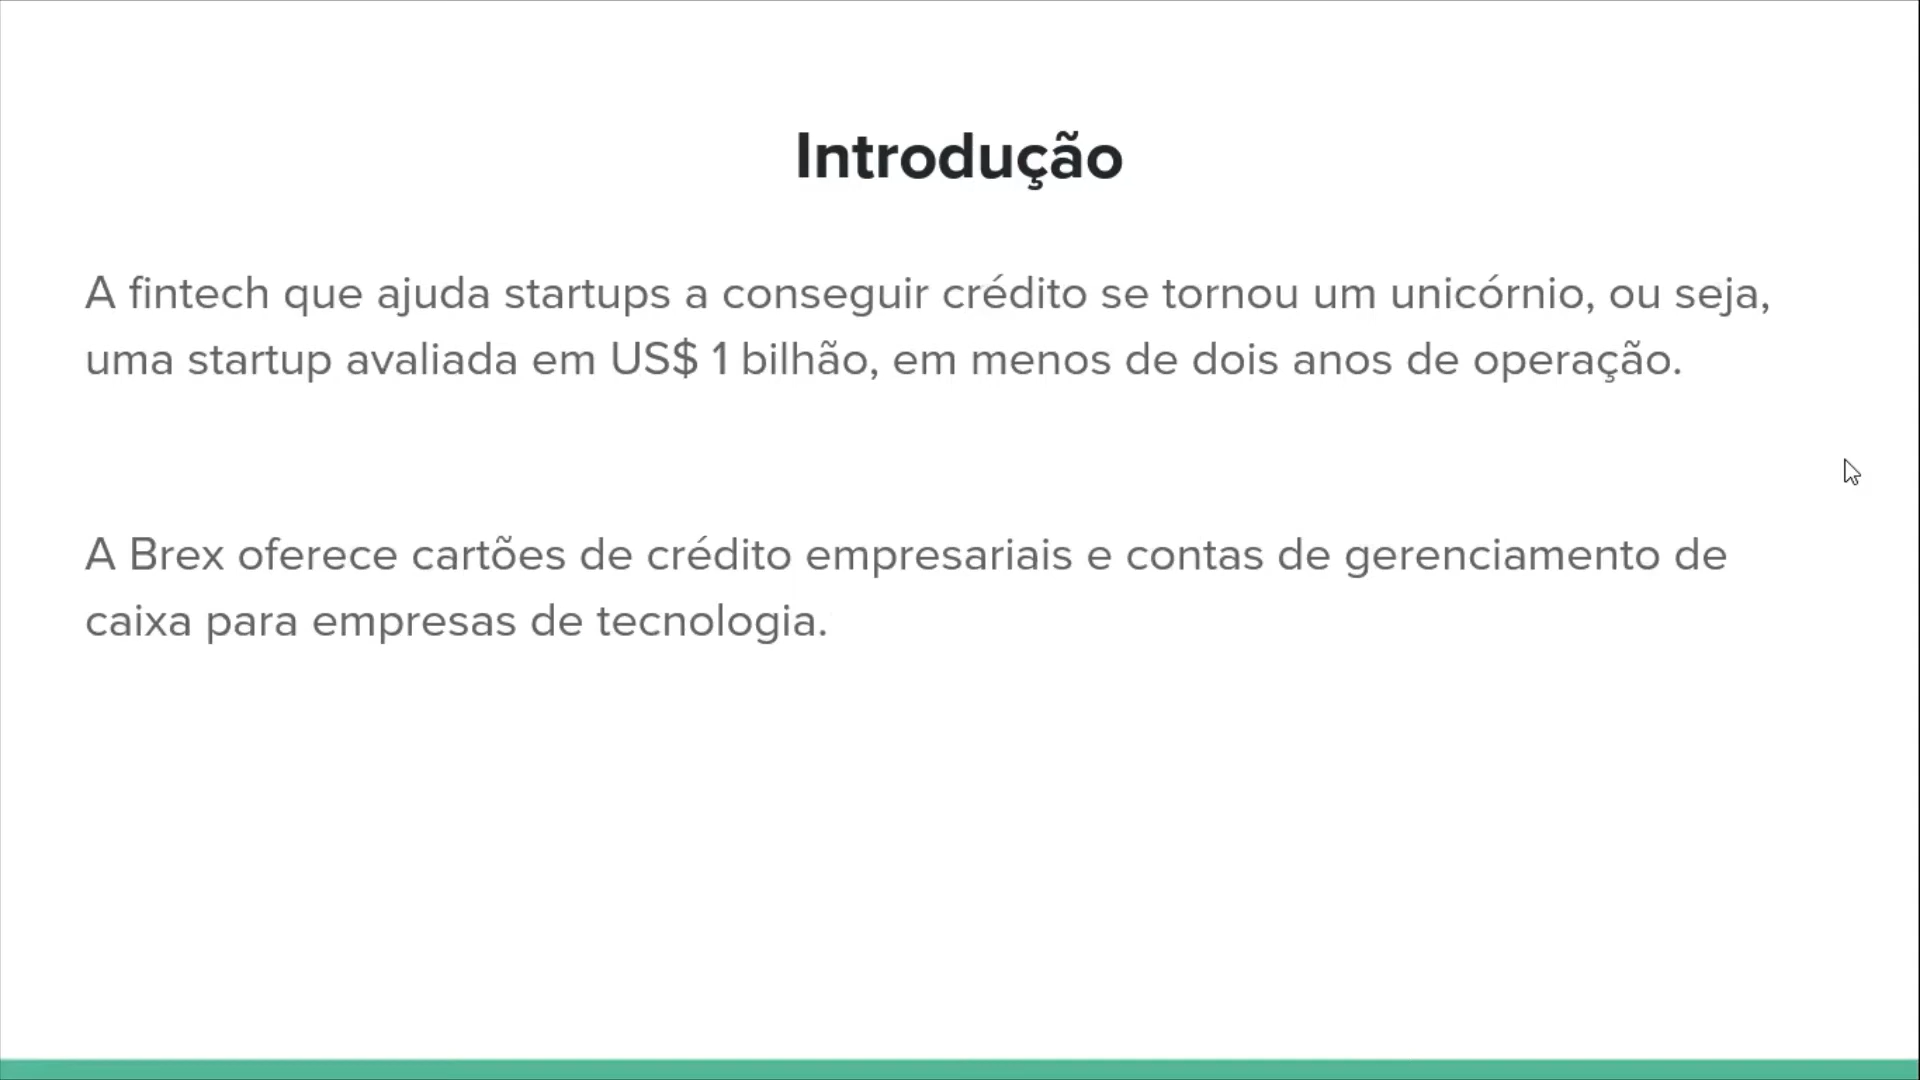 Introdução
A fintech que ajuda startups a conseguir crédito se tornou um unicórnio, ou seja,
uma startup avaliada em US$ 1 bilhão, em menos de dois anos de operação.
A Brex oferece cartões de crédito empresariais e contas de gerenciamento de
caixa para empresas de tecnologia.